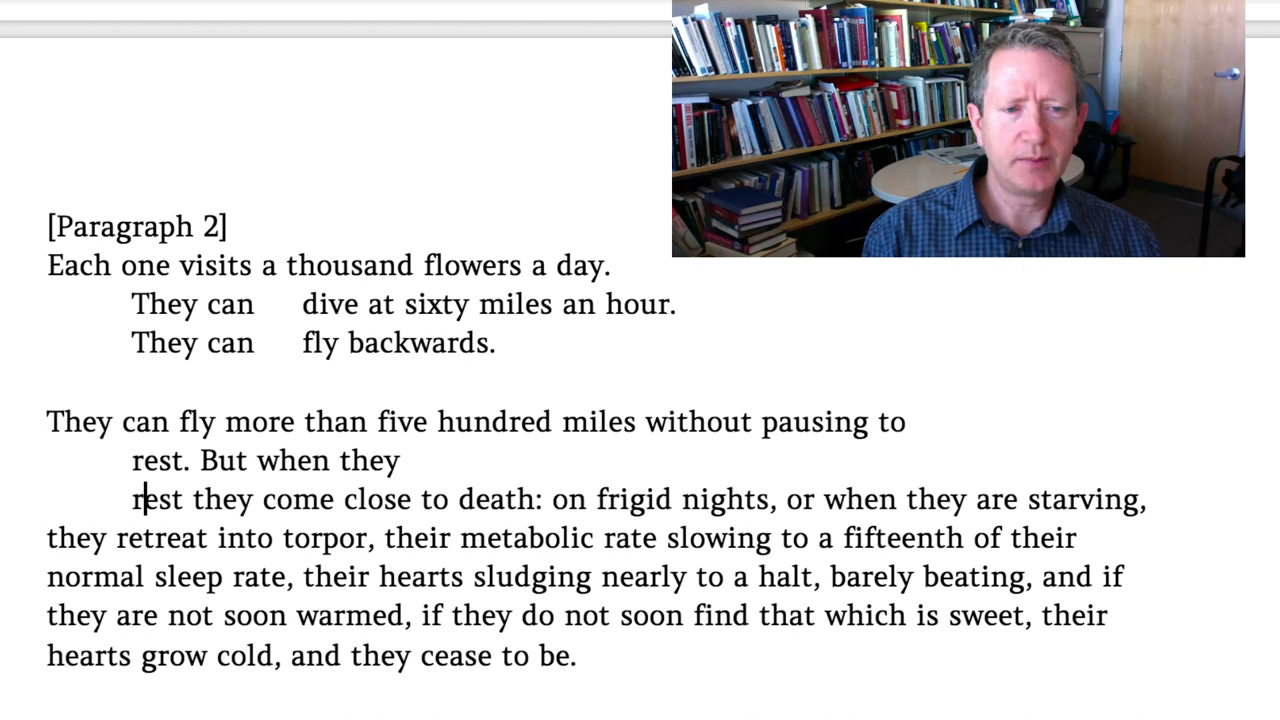 [Paragraph 2]
Each one visits a thousand flowers a day.
They can dive at sixty miles an hour.
They can fly backwards.
They can fly more than five hundred miles without pausing to
rest. But when they
rest they come close to death: on frigid nights, or when they are starving,
they retreat into torpor, their metabolic rate slowing to a fifteenth of their
normal sleep rate, their hearts sludging nearly to a halt, barely beating, and if
they are not soon warmed, if they do not soon find that which is sweet, their
hearts grow cold, and they cease to be.